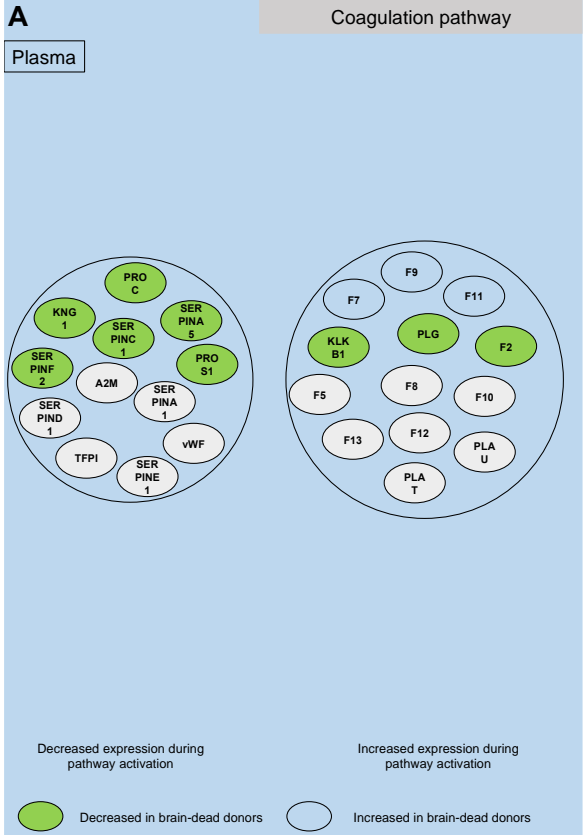 A
Coagulation pathway
Plasma
PRO
C
KNG
1
SER
PINA
5
SER
PINC
1
SER
PINF
2
PRO
S1
A2M
SER
PINA
1
SER
PIND
1
vWF
TFPI
SER
PINE
1
F9
F7
F11
KLK
B1
PLG
F2
F5
F8
F10
F13
F12
PLA
U
PLA
T
Decreased expression during
pathway activation
Increased expression during
pathway activation
Decreased in brain-dead donors
Increased in brain-dead donors